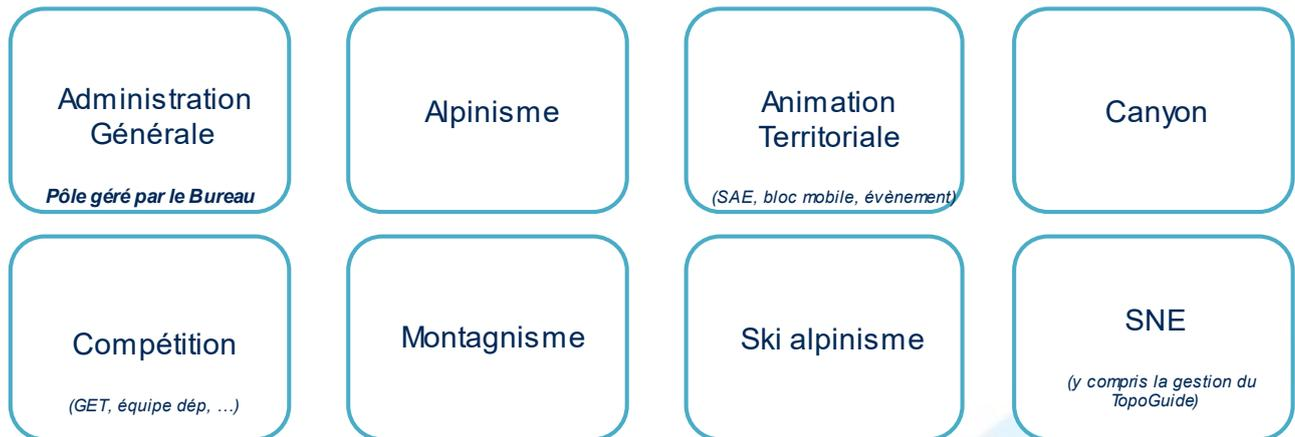 Administration
Générale
Pôle géré par le Bureau
Alpinisme
Animation
Territoriale
(SAE, bloc mobile, évènement)
Canyon
Compétition
(GET, équipe dép, …)
Montagnisme
Ski alpinisme
SNE
(y compris la gestion du
TopoGuide)